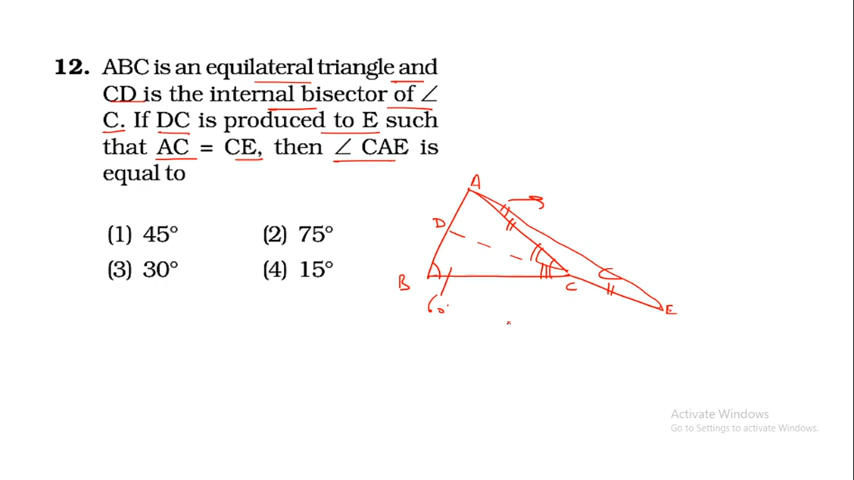 12. ABC is an equilateral triangle and
CD is the internal bisector of ∠
C. If DC is produced to E such
that AC = CE, then ∠ CAE is
equal to
(1) 45° (2) 75°
(3) 30° (4) 15°
A
D
B
C
E
60°
Activate Windows
Go to Settings to activate Windows.